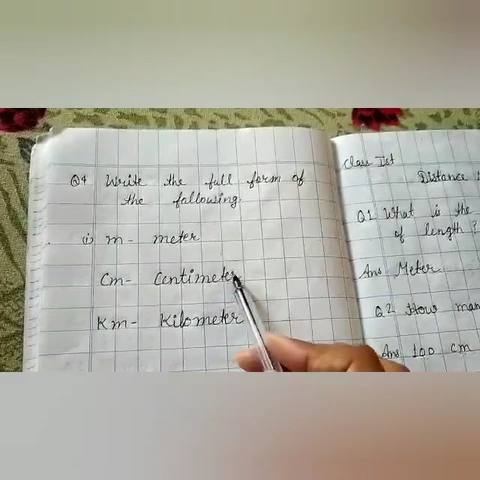 Q4 Write the full form of
the following.
(i) m - meter
Cm - Centimeter
Km - Kilometer
Class Ist
Distance
Q1 What is the
of length ?
Ans Meter
Q2 How man
Ans 100 cm